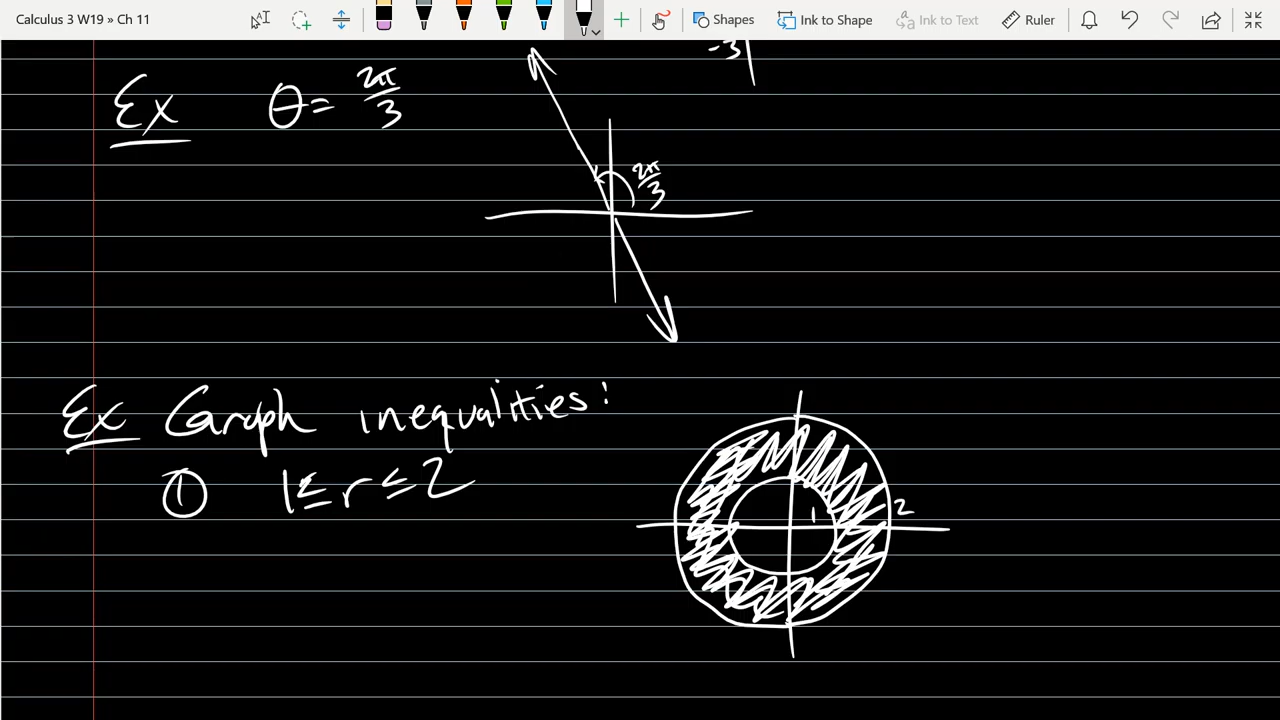 Calculus 3 W19 » Ch 11
Shapes
Ink to Shape
Ink to Text
Ruler
-3
Ex θ = 2π/3
2π/3
Ex Graph inequalities:
① 1 ≤ r ≤ 2
1
2